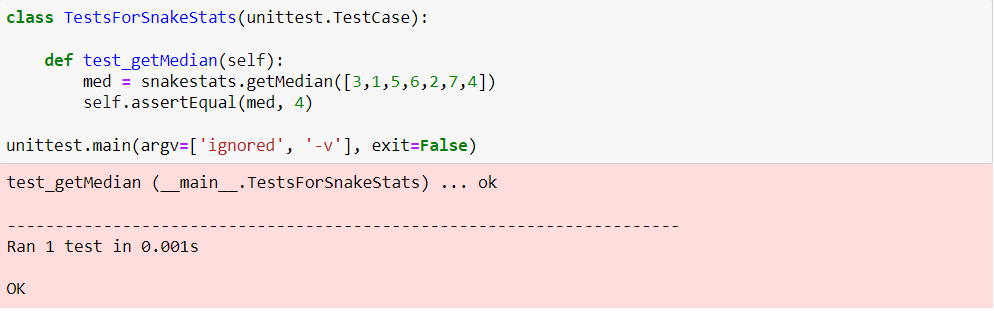 class TestsForSnakeStats(unittest.TestCase):
    def test_getMedian(self):
        med = snakestats.getMedian([3,1,5,6,2,7,4])
        self.assertEqual(med, 4)
unittest.main(argv=['ignored', '-v'], exit=False)
test_getMedian (__main__.TestsForSnakeStats) ... ok
----------------------------------------------------------------------
Ran 1 test in 0.001s
OK